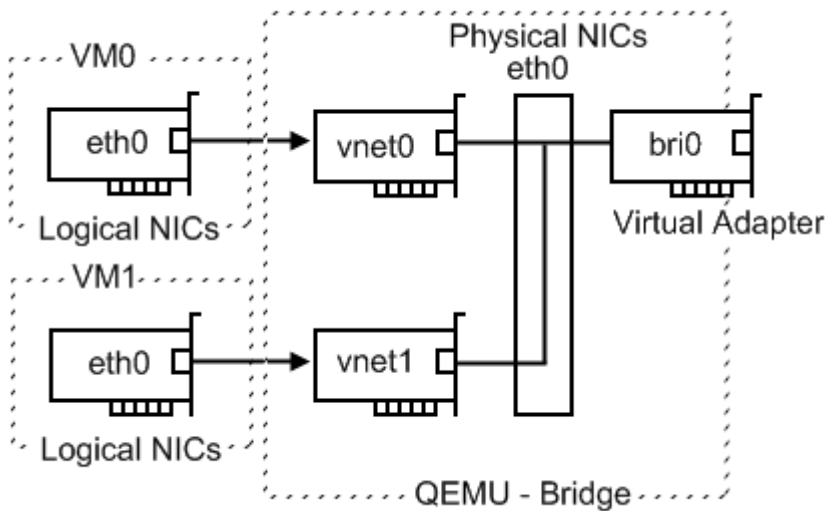 VM0
eth0
Logical NICs
VM1
eth0
Logical NICs
Physical NICs
eth0
vnet0
vnet1
bri0
Virtual Adapter
QEMU - Bridge